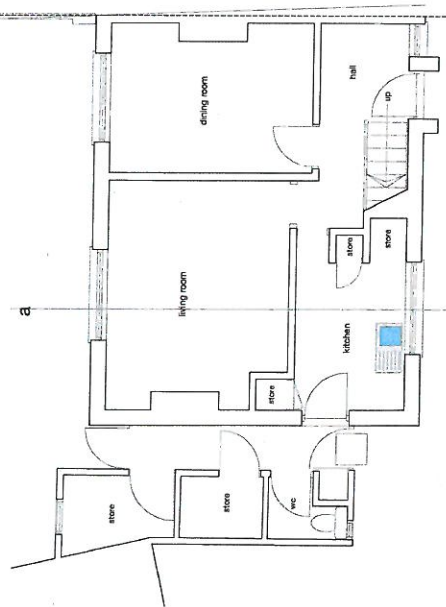 a
dining room
hall
up
living room
store
store
kitchen
store
store
store
wc